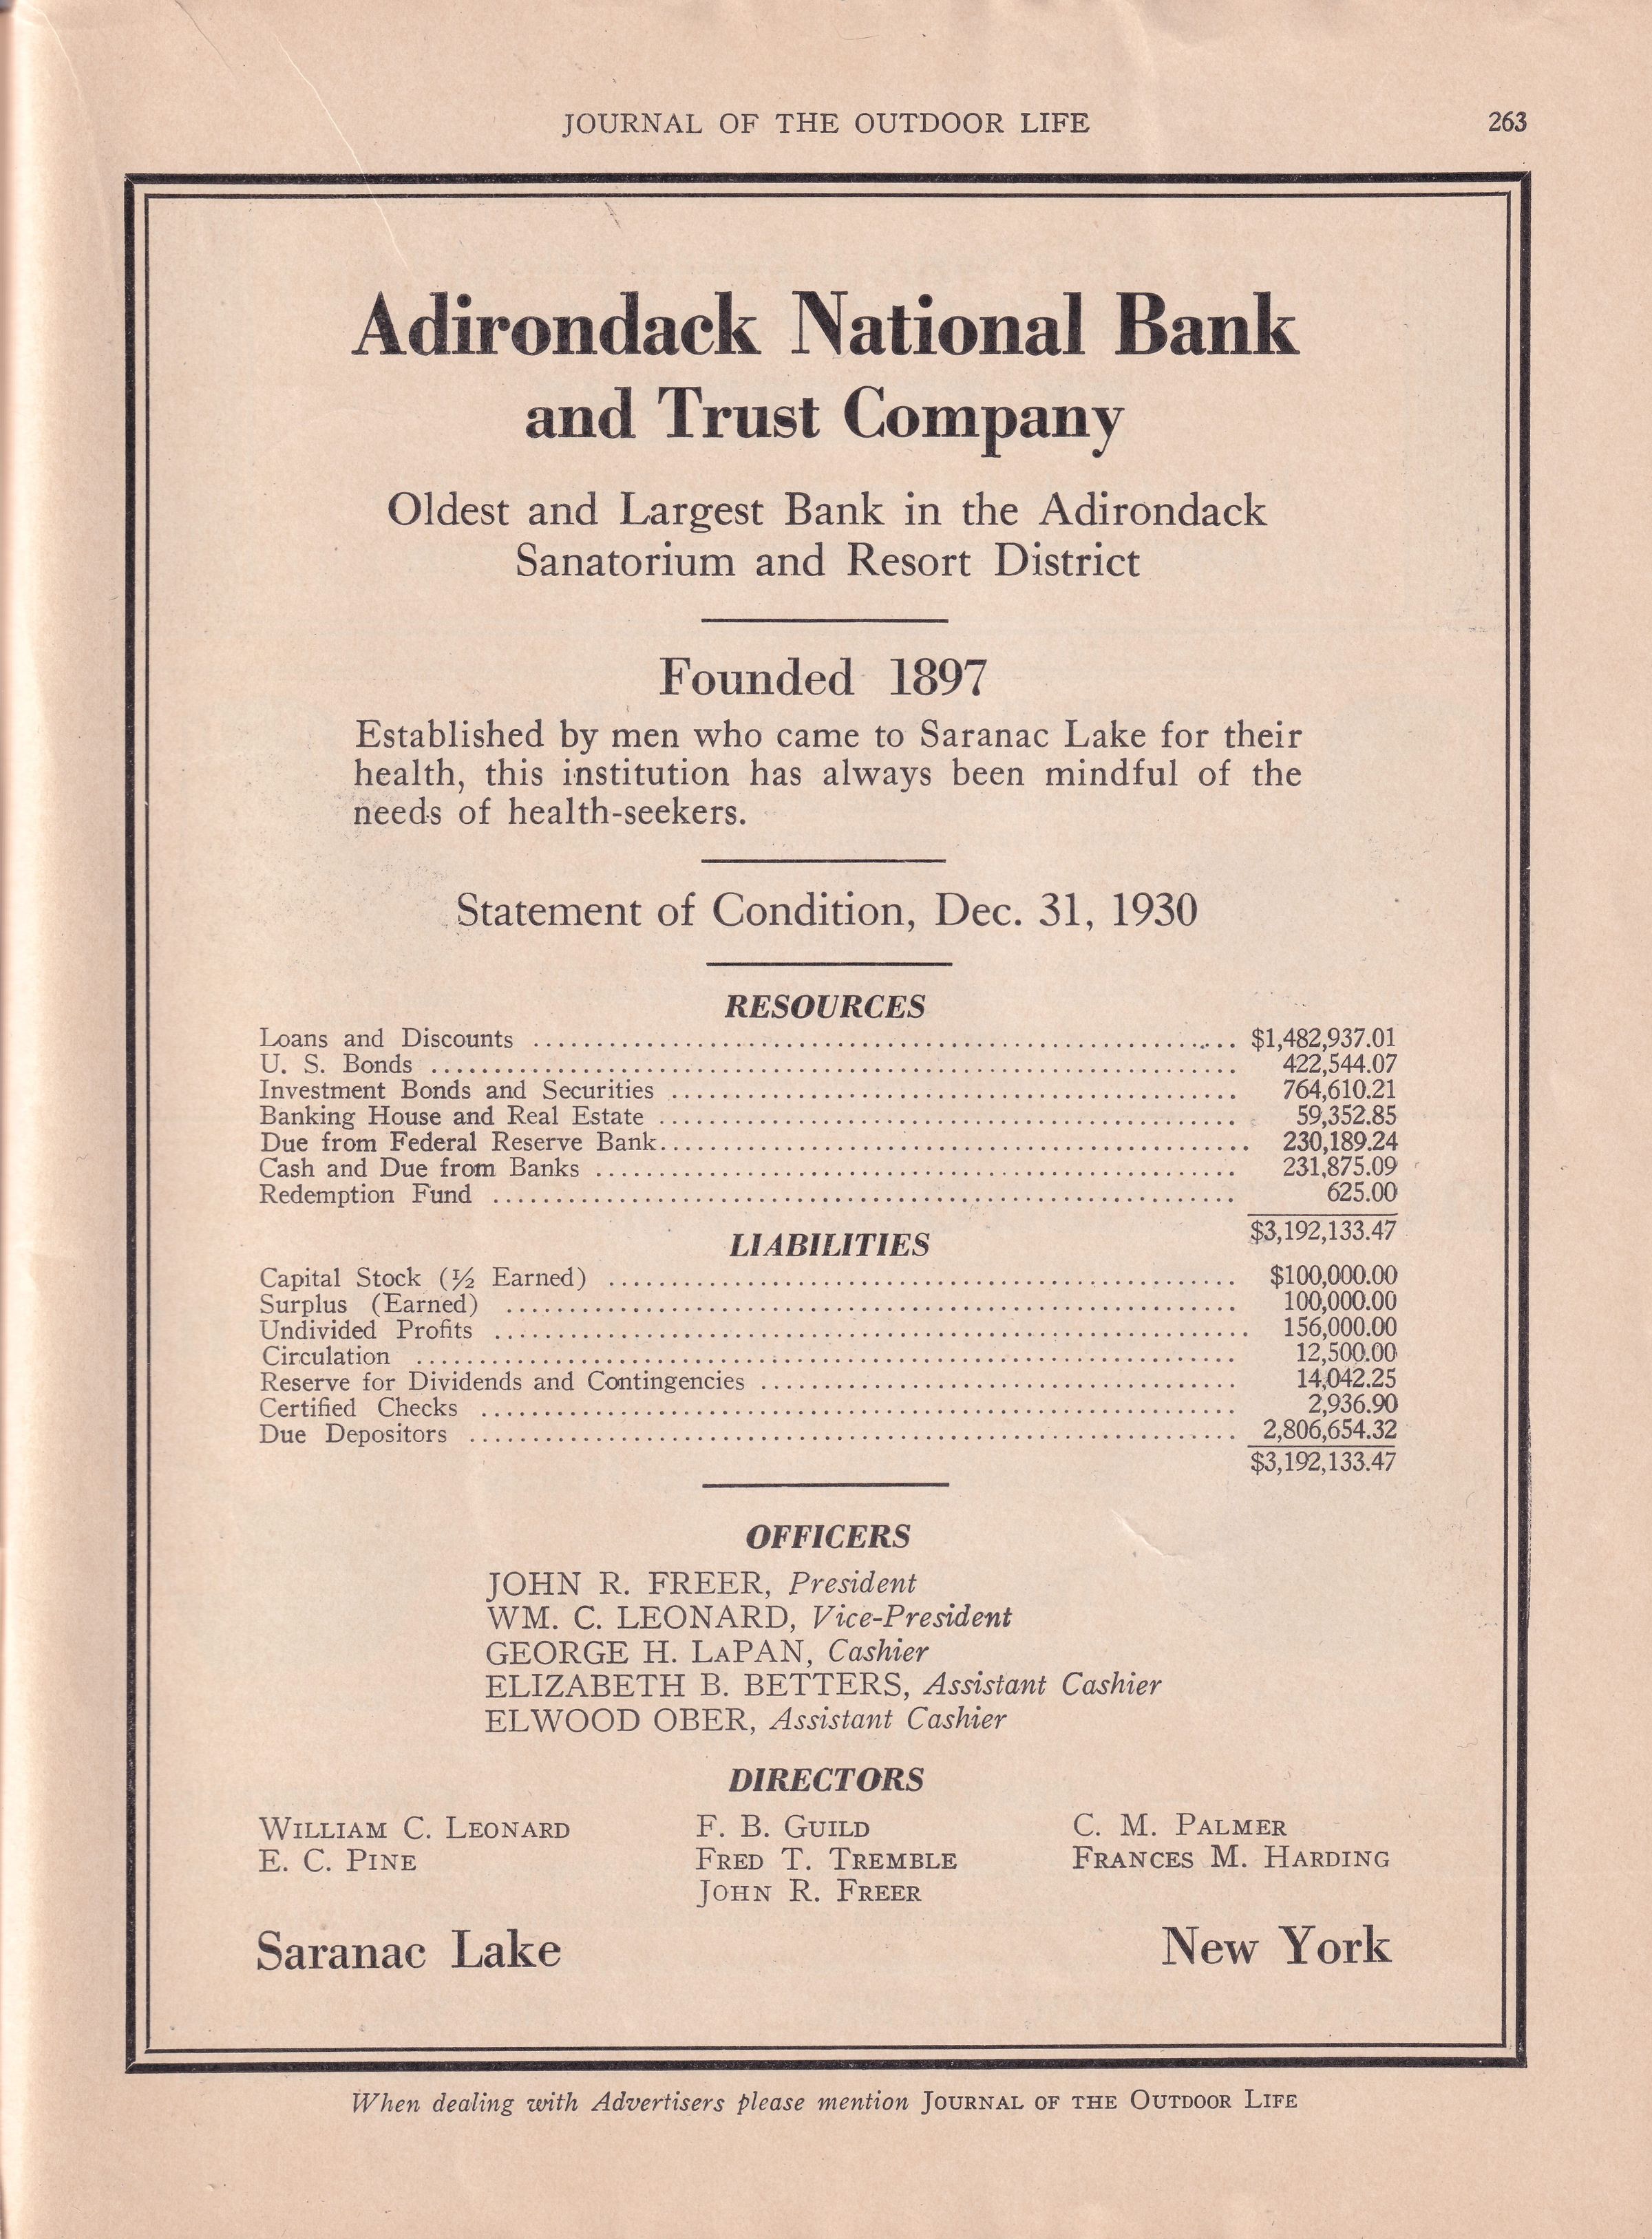 JOURNAL OF THE OUTDOOR LIFE 263
Adirondack National Bank
and Trust Company
Oldest and Largest Bank in the Adirondack
Sanatorium and Resort District
Founded 1897
Established by men who came to Saranac Lake for their
health, this institution has always been mindful of the
needs of health-seekers.
Statement of Condition, Dec. 31, 1930
RESOURCES
Loans and Discounts ........ $1,482,937.01
U. S. Bonds ........ 422,544.07
Investment Bonds and Securities ........ 764,610.21
Banking House and Real Estate ........ 59,352.85
Due from Federal Reserve Bank........ 230,189.24
Cash and Due from Banks ........ 231,875.09
Redemption Fund ........ 625.00
$3,192,133.47
LIABILITIES
Capital Stock (½ Earned) ........ $100,000.00
Surplus (Earned) ........ 100,000.00
Undivided Profits ........ 156,000.00
Circulation ........ 12,500.00
Reserve for Dividends and Contingencies ........ 14,042.25
Certified Checks ........ 2,936.90
Due Depositors ........ 2,806,654.32
$3,192,133.47
OFFICERS
JOHN R. FREER, President
WM. C. LEONARD, Vice-President
GEORGE H. LAPAN, Cashier
ELIZABETH B. BETTERS, Assistant Cashier
ELWOOD OBER, Assistant Cashier
DIRECTORS
WILLIAM C. LEONARD F. B. GUILD C. M. PALMER
E. C. PINE FRED T. TREMBLE FRANCES M. HARDING
JOHN R. FREER
Saranac Lake New York
When dealing with Advertisers please mention JOURNAL OF THE OUTDOOR LIFE